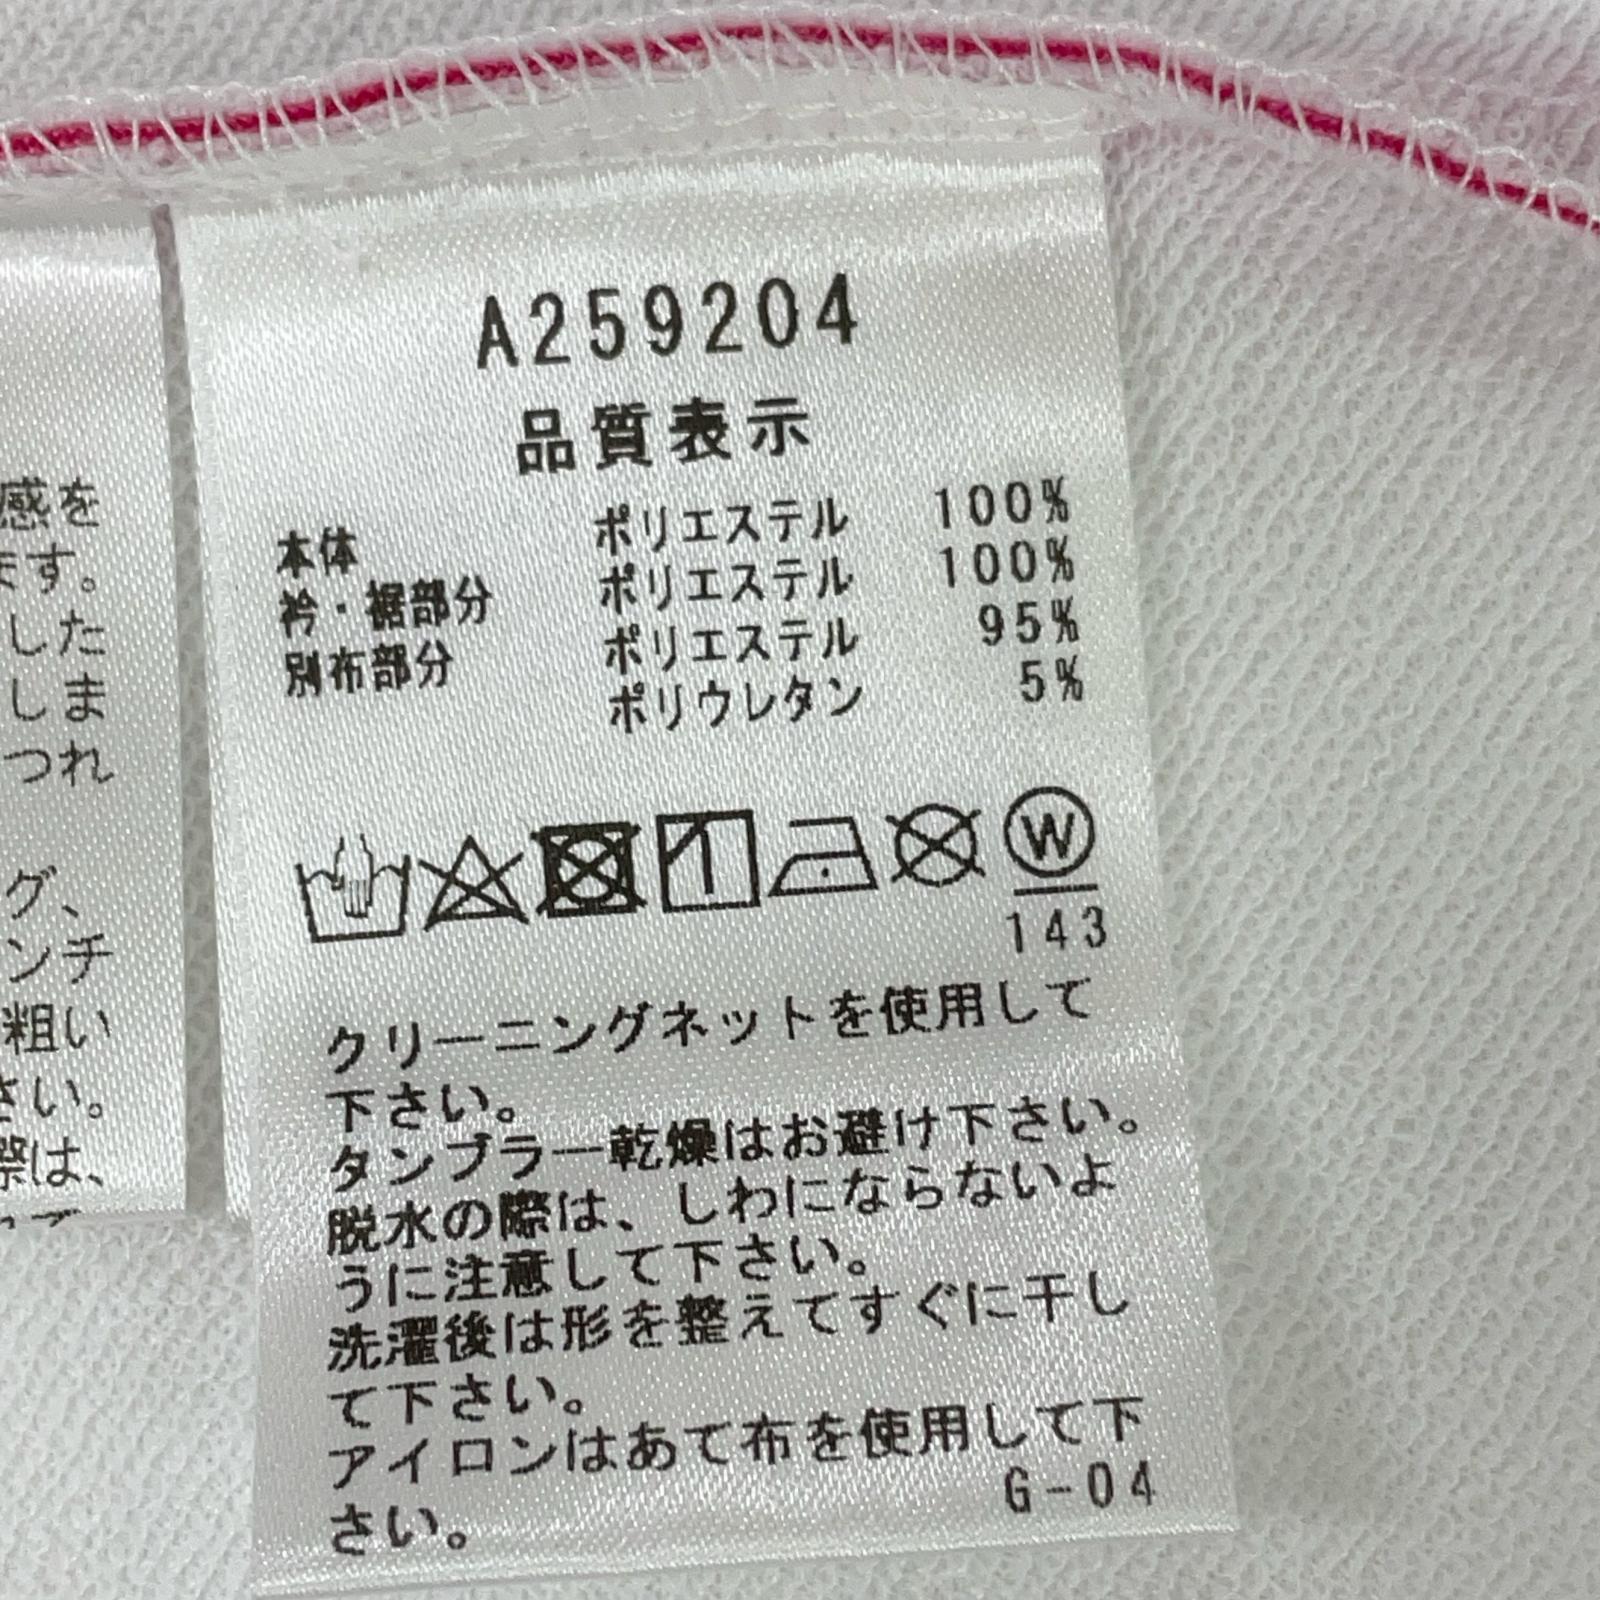 感を
ます。
した
しま
つれ
グ、
ンチ
粗い
さい。
際は、
A259204
品質表示
本体 ポリエステル 100%
衿・裾部分 ポリエステル 100%
別布部分 ポリエステル 95%
ポリウレタン 5%
W
143
クリーニングネットを使用して
下さい。
タンブラー乾燥はお避け下さい。
脱水の際は、しわにならないよ
うに注意して下さい。
洗濯後は形を整えてすぐに干し
て下さい。
アイロンはあて布を使用して下
さい。
G-04